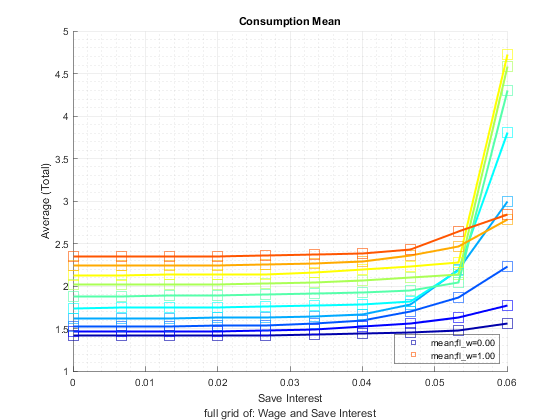 Consumption Mean
5
4.5
4
3.5
3
2.5
2
1.5
1
Average (Total)
mean;fl_w=0.00
mean;fl_w=1.00
0 0.01 0.02 0.03 0.04 0.05 0.06
Save Interest
full grid of: Wage and Save Interest